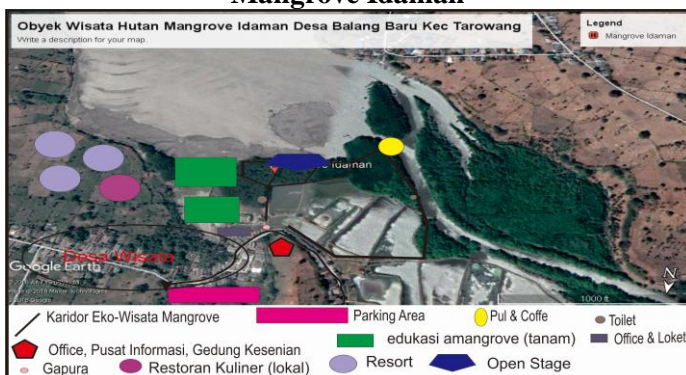 Mangrove Idaman
Obyek Wisata Hutan Mangrove Idaman Desa Balang Baru Kec Tarowang
Write a description for your map.
Legend
Mangrove Idaman
Idaman
Desa Wisata
Google Earth
N
1000 ft
Karidor Eko-Wisata Mangrove
Parking Area
Pul & Coffe
Toilet
Office, Pusat Informasi, Gedung Kesenian
edukasi amangrove (tanam)
Office & Loket
Gapura
Restoran Kuliner (lokal)
Resort
Open Stage